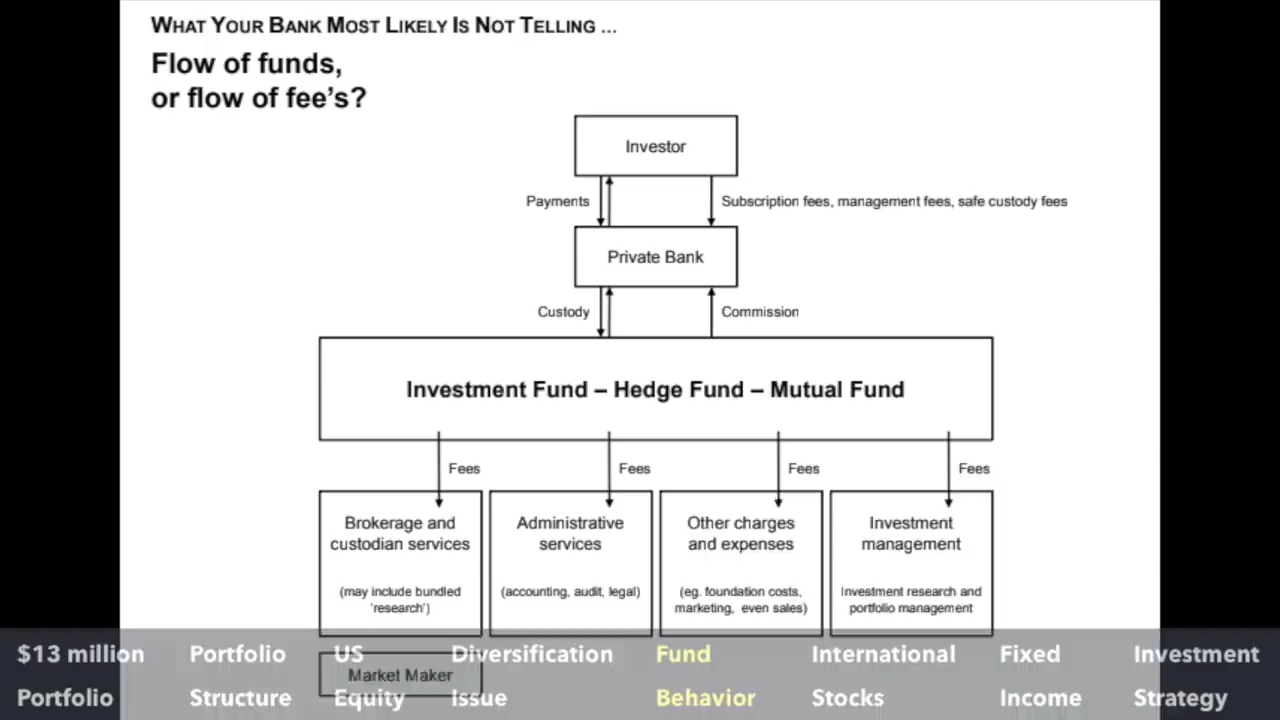 WHAT YOUR BANK MOST LIKELY IS NOT TELLING ...
Flow of funds,
or flow of fee's?
Investor
Payments
Subscription fees, management fees, safe custody fees
Private Bank
Custody
Commission
Investment Fund – Hedge Fund – Mutual Fund
Fees
Fees
Fees
Fees
Brokerage and
custodian services
(may include bundled
'research')
Administrative
services
(accounting, audit, legal)
Other charges
and expenses
(eg. foundation costs,
marketing, even sales)
Investment
management
Investment research and
portfolio management
Market Maker
$13 million
Portfolio
Portfolio
Structure
US
Equity
Diversification
Issue
Fund
Behavior
International
Stocks
Fixed
Income
Investment
Strategy